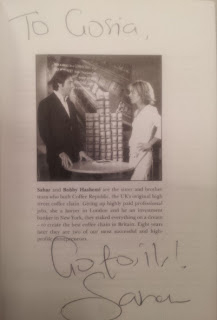 To Gosia,
Sahar and Bobby Hashemi are the sister and brother
team who built Coffee Republic, the UK's original high
street coffee chain. Giving up highly paid professional
jobs, she a lawyer in London and he an investment
banker in New York, they staked everything on a dream
– to create the best coffee chain in Britain. Eight years
later they are two of our most successful and high-
profile entrepreneurs.
Go for it!
Sahar